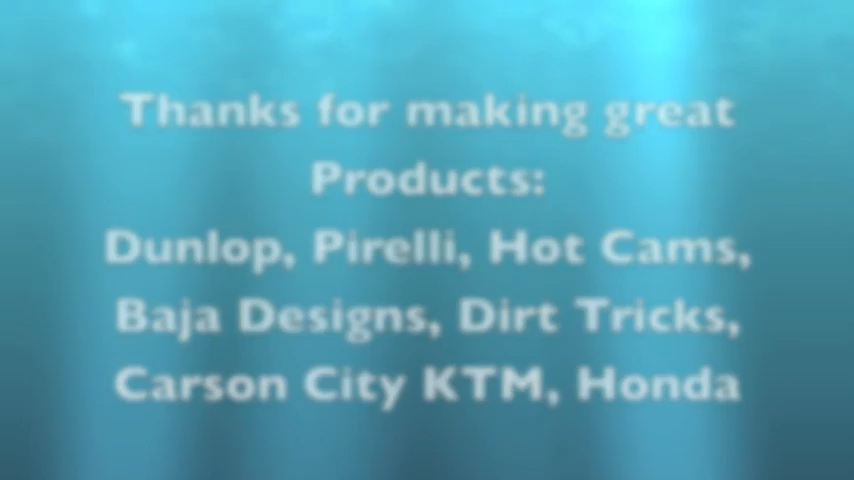 Thanks for making great
Products:
Dunlop, Pirelli, Hot Cams,
Baja Designs, Dirt Tricks,
Carson City KTM, Honda